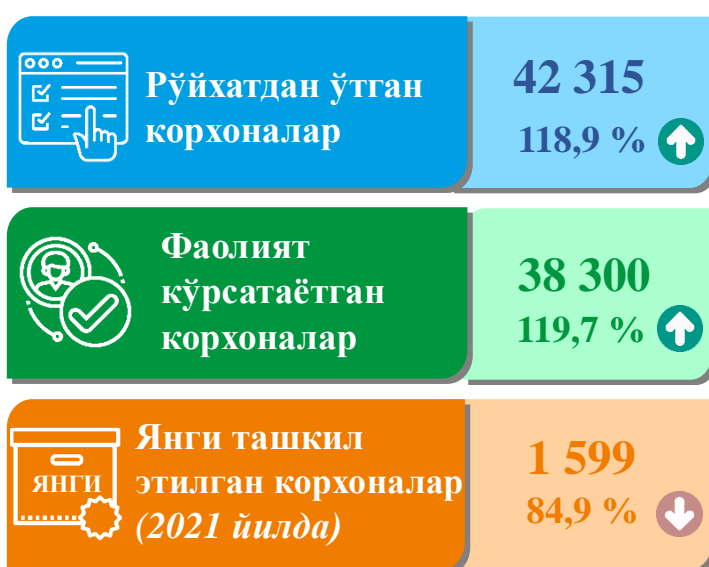 Рўйхатдан ўтган
корхоналар
42 315
118,9 %
Фаолият
кўрсатаётган
корхоналар
38 300
119,7 %
ЯНГИ
Янги ташкил
этилган корхоналар
(2021 йилда)
1 599
84,9 %